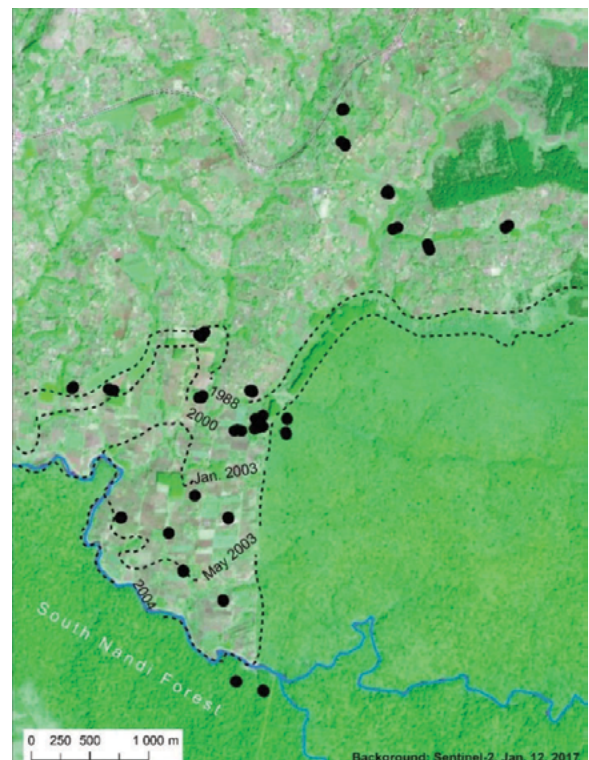 1988
2000
Jan. 2003
May 2003
2004
South Nandi Forest
0 250 500 1 000 m
Background: Sentinel-2, Jan. 12, 2017